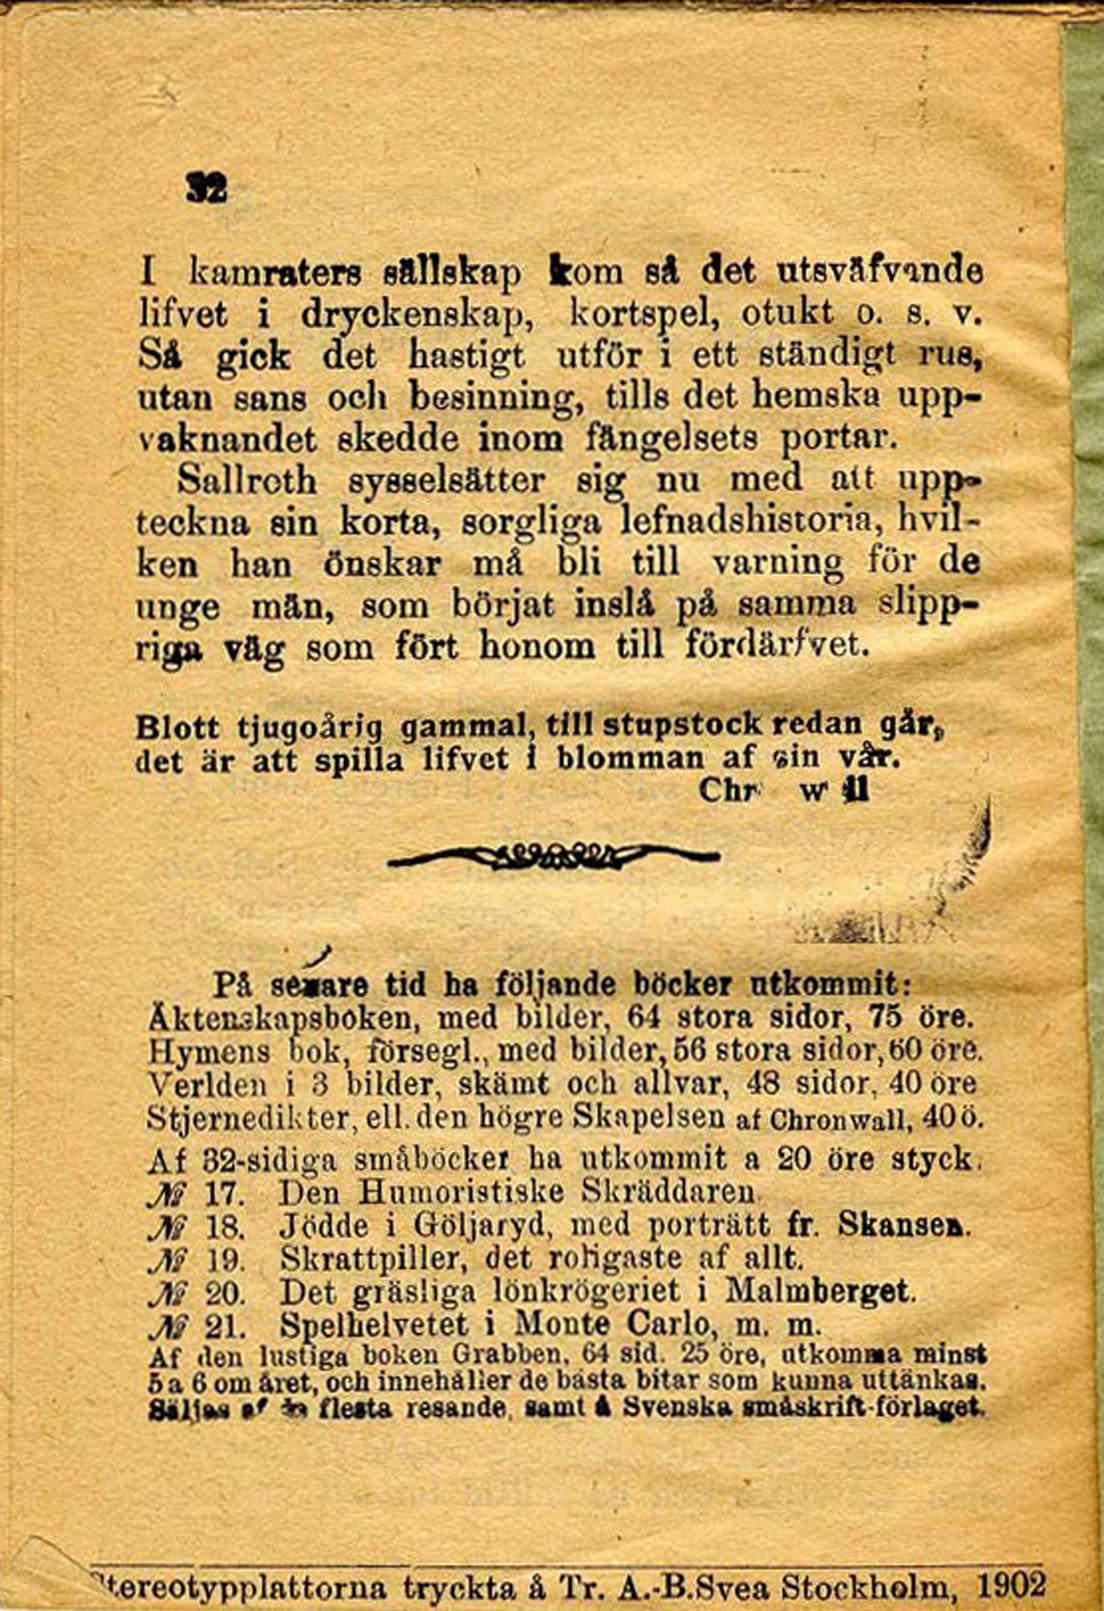 32
I kamraters sällskap kom så det utsväfvande
lifvet i dryckenskap, kortspel, otukt o. s. v.
Så gick det hastigt utför i ett ständigt rus,
utan sans och besinning, tills det hemska upp-
vaknandet skedde inom fängelsets portar.
Sallroth sysselsätter sig nu med att upp-
teckna sin korta, sorgliga lefnadshistoria, hvil-
ken han önskar må bli till varning för de
unge män, som börjat inslå på samma slipp-
riga väg som fört honom till fördärfvet.
Blott tjugoårig gammal, till stupstock redan går,
det är att spilla lifvet i blomman af sin vår.
Chr w ll
På senare tid ha följande böcker utkommit:
Äktenskapsboken, med bilder, 64 stora sidor, 75 öre.
Hymens bok, försegl., med bilder, 56 stora sidor, 60 öre.
Verlden i 3 bilder, skämt och allvar, 48 sidor, 40 öre
Stjernedikter, ell. den högre Skapelsen af Chronwall, 40 ö.
Af 32-sidiga småböcker ha utkommit a 20 öre styck.
№ 17. Den Humoristiske Skräddaren
№ 18. Jödde i Göljaryd, med porträtt fr. Skansen.
№ 19. Skrattpiller, det roligaste af allt.
№ 20. Det gräsliga lönkrögeriet i Malmberget.
№ 21. Spelhelvetet i Monte Carlo, m. m.
Af den lustiga boken Grabben, 64 sid. 25 öre, utkomma minst
5 a 6 om året, och innehåller de bästa bitar som kunna uttänkas.
Säljas af de flesta resande, samt å Svenska småskrift-förlaget.
Stereotypplattorna tryckta å Tr. A.-B. Svea Stockholm, 1902